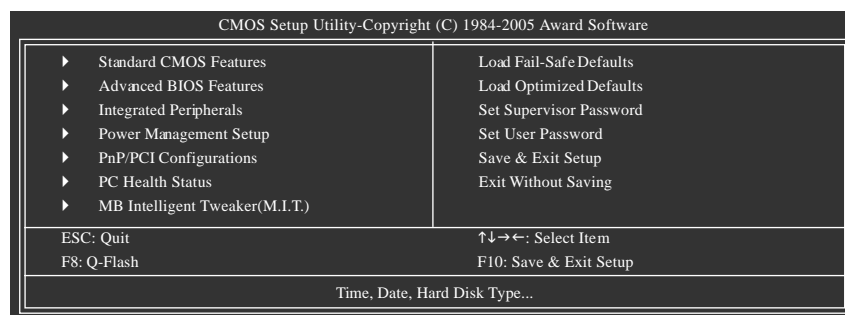 CMOS Setup Utility-Copyright (C) 1984-2005 Award Software
Standard CMOS Features
Advanced BIOS Features
Integrated Peripherals
Power Management Setup
PnP/PCI Configurations
PC Health Status
MB Intelligent Tweaker(M.I.T.)
Load Fail-Safe Defaults
Load Optimized Defaults
Set Supervisor Password
Set User Password
Save & Exit Setup
Exit Without Saving
ESC: Quit
↑↓→←: Select Item
F8: Q-Flash
F10: Save & Exit Setup
Time, Date, Hard Disk Type...